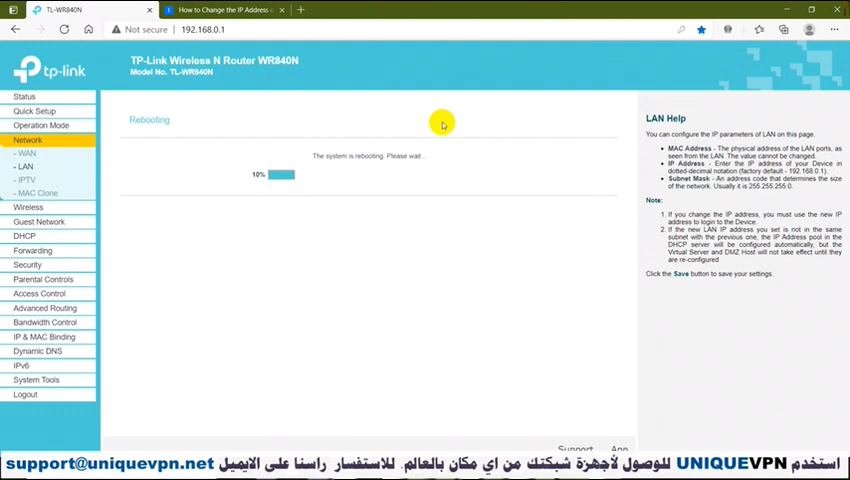 TL-WR840N
How to Change the IP Address o
Not secure
192.168.0.1
tp-link
TP-Link Wireless N Router WR840N
Model No. TL-WR840N
Status
Quick Setup
Operation Mode
Network
- WAN
- LAN
- IPTV
- MAC Clone
Wireless
Guest Network
DHCP
Forwarding
Security
Parental Controls
Access Control
Advanced Routing
Bandwidth Control
IP & MAC Binding
Dynamic DNS
IPv6
System Tools
Logout
Rebooting
The system is rebooting. Please wait...
10%
LAN Help
You can configure the IP parameters of LAN on this page.
MAC Address - The physical address of the LAN ports, as
seen from the LAN. The value cannot be changed.
IP Address - Enter the IP address of your Device in
dotted-decimal notation (factory default - 192.168.0.1).
Subnet Mask - An address code that determines the size
of the network. Usually it is 255.255.255.0.
Note:
1. If you change the IP address, you must use the new IP
address to login to the Device.
2. If the new LAN IP address you set is not in the same
subnet with the previous one, the IP Address pool in the
DHCP server will be configured automatically, but the
Virtual Server and DMZ Host will not take effect until they
are re-configured
Click the Save button to save your settings.
Support App
استخدم UNIQUEVPN للوصول لأجهزة شبكتك من اي مكان بالعالم. للاستفسار راسنا على الايميل support@uniquevpn.net